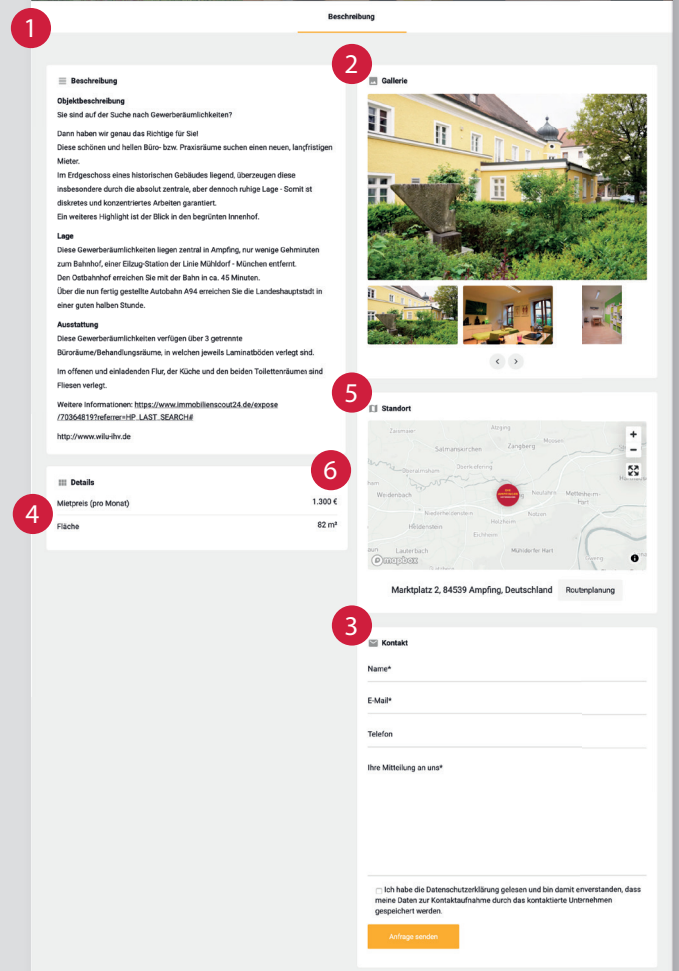 Beschreibung
1
Beschreibung
Objektbeschreibung
Sie sind auf der Suche nach Gewerberäumlichkeiten?
Dann haben wir genau das Richtige für Sie!
Diese schönen und hellen Büro- bzw. Praxisräume suchen einen neuen, langfristigen
Mieter.
Im Erdgeschoss eines historischen Gebäudes liegend, überzeugen diese
insbesondere durch die absolut zentrale, aber dennoch ruhige Lage - Somit ist
diskretes und konzentriertes Arbeiten garantiert.
Ein weiteres Highlight ist der Blick in den begrünten Innenhof.
Lage
Diese Gewerberäumlichkeiten liegen zentral in Ampfing, nur wenige Gehminuten
zum Bahnhof, einer Eilzug-Station der Linie Mühldorf - München entfernt.
Den Ostbahnhof erreichen Sie mit der Bahn in ca. 45 Minuten.
Über die nun fertig gestellte Autobahn A94 erreichen Sie die Landeshauptstadt in
einer guten halben Stunde.
Ausstattung
Diese Gewerberäumlichkeiten verfügen über 3 getrennte
Büroräume/Behandlungsräume, in welchen jeweils Laminatböden verlegt sind.
Im offenen und einladenden Flur, der Küche und den beiden Toilettenräumen sind
Fliesen verlegt.
Weitere Informationen: https://www.immobilienscout24.de/expose
/70364819?referrer=HP_LAST_SEARCH#
http://www.wilu-ihv.de
6
Details
4
Mietpreis (pro Monat) 1.300 €
Fläche 82 m²
2
Gallerie
5
Standort
Salmanskirchen
Zangberg
Weidenbach
Mettenheim-
Hart
Lauterbach
Mühldorfer Hart
mapbox
Marktplatz 2, 84539 Ampfing, Deutschland Routenplanung
3
Kontakt
Name*
E-Mail*
Telefon
Ihre Mitteilung an uns*
Ich habe die Datenschutzerklärung gelesen und bin damit einverstanden, dass
meine Daten zur Kontaktaufnahme durch das kontaktierte Unternehmen
gespeichert werden.
Anfrage senden